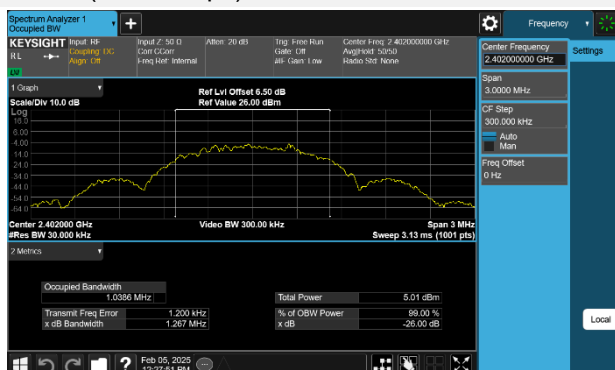 Spectrum Analyzer 1
Occupied BW
Frequency
KEYSIGHT
Input: RF
Coupling: DC
Align: Off
Input Z: 50 Ω
Corr CCorr
Freq Ref: Internal
Atten: 20 dB
Trig: Free Run
Gate: Off
#IF Gain: Low
Center Freq: 2.402000000 GHz
Avg|Hold: 50/50
Radio Std: None
RL
Center Frequency
2.402000000 GHz
Settings
Span
3.0000 MHz
CF Step
300.000 kHz
Auto
Man
Freq Offset
0 Hz
1 Graph
Scale/Div 10.0 dB
Ref Lvl Offset 6.50 dB
Ref Value 26.00 dBm
Log
16.0
6.00
-4.00
-14.0
-24.0
-34.0
-44.0
-54.0
-64.0
Center 2.402000 GHz
#Res BW 30.000 kHz
Video BW 300.00 kHz
Span 3 MHz
Sweep 3.13 ms (1001 pts)
2 Metrics
Occupied Bandwidth
1.0386 MHz
Transmit Freq Error 1.200 kHz
x dB Bandwidth 1.267 MHz
Total Power 5.01 dBm
% of OBW Power 99.00 %
x dB -26.00 dB
Local
Feb 05, 2025
12:27:51 PM